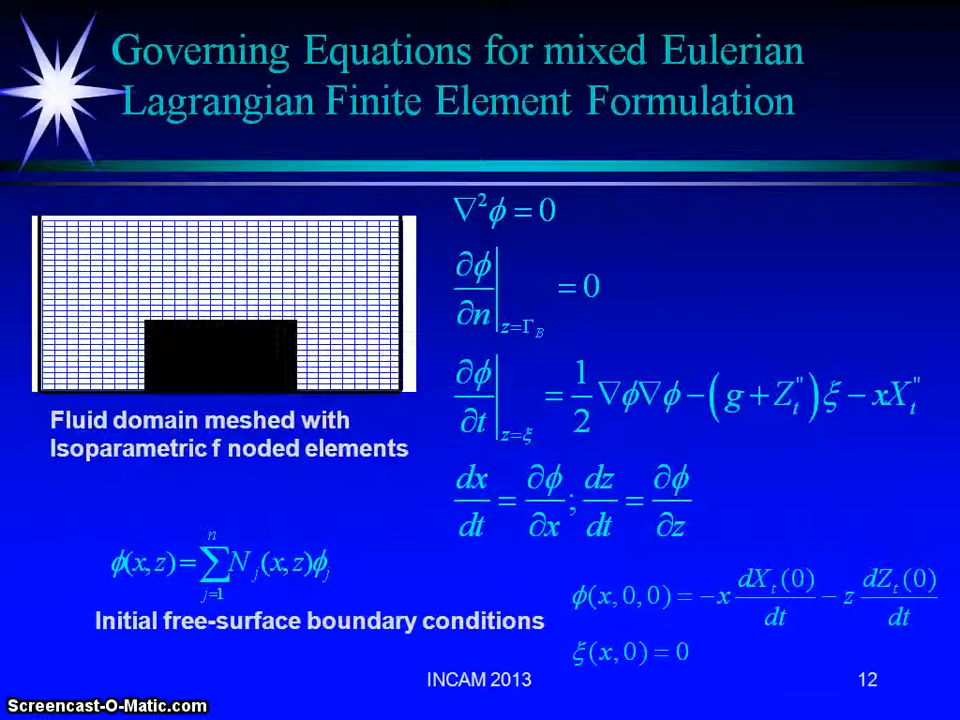 Governing Equations for mixed Eulerian
Lagrangian Finite Element Formulation
∇²ϕ = 0
∂ϕ/∂n |z=Γ_B = 0
∂ϕ/∂t |z=ξ = 1/2 ∇ϕ∇ϕ − (g + Z_t'')ξ − xX_t''
Fluid domain meshed with
Isoparametric f noded elements
dx/dt = ∂ϕ/∂x ; dz/dt = ∂ϕ/∂z
ϕ(x, z) = ∑_{j=1}^{n} N_j (x, z)ϕ_j
Initial free-surface boundary conditions
ϕ(x, 0, 0) = −x dX_t(0)/dt − z dZ_t(0)/dt
ξ(x, 0) = 0
INCAM 2013
12
Screencast-O-Matic.com